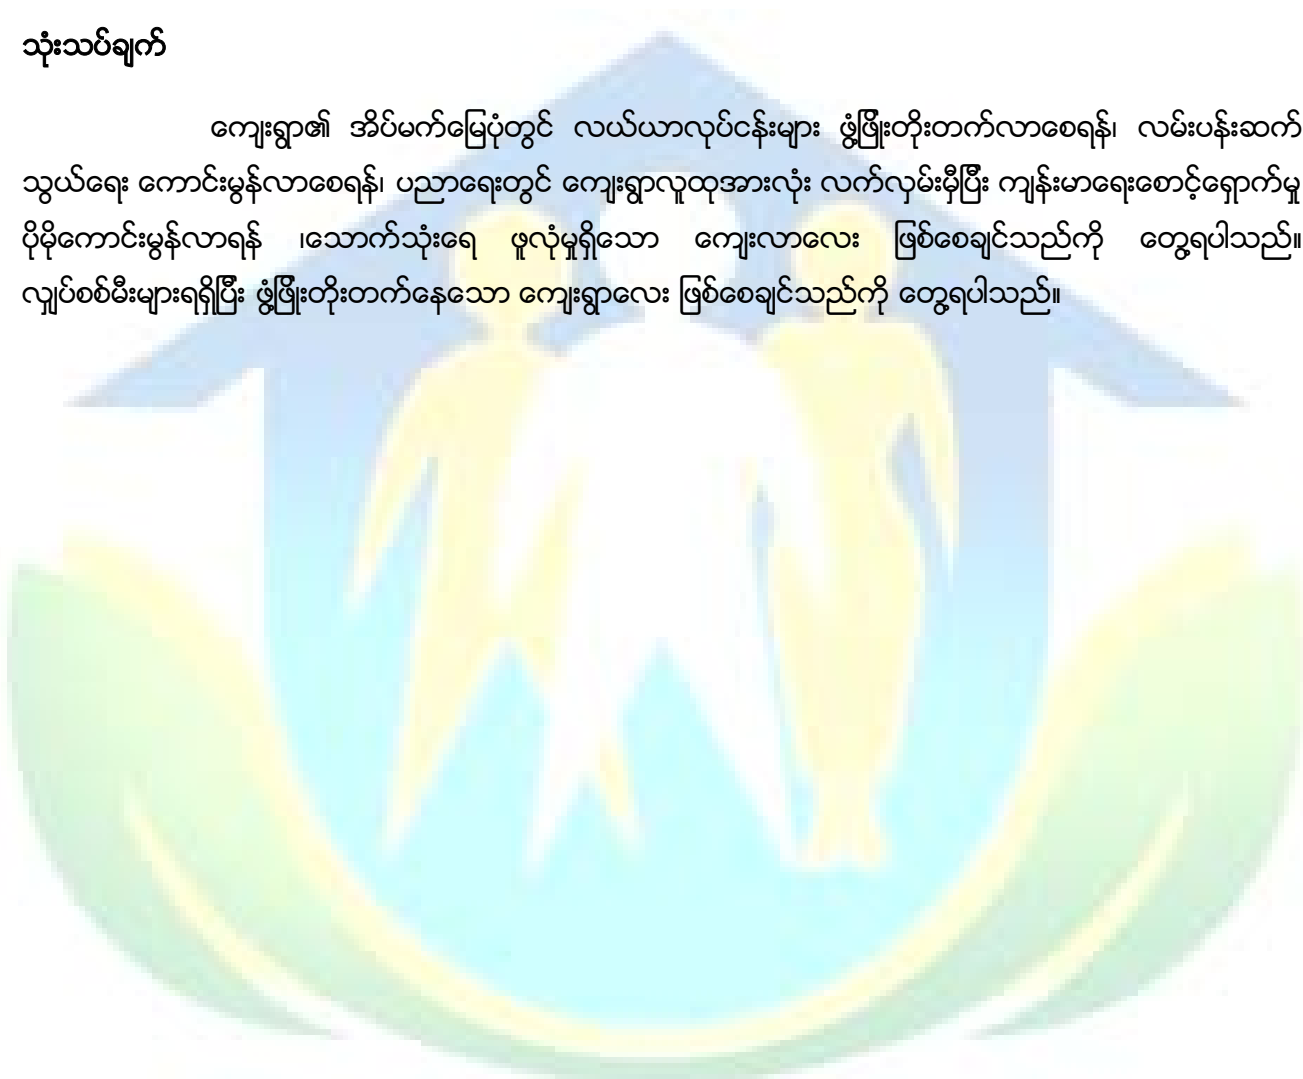 သုံးသပ်ချက်
ကျေးရွာ၏ အိပ်မက်မြေပုံတွင် လယ်ယာလုပ်ငန်းများ ဖွံ့ဖြိုးတိုးတက်လာစေရန်၊ လမ်းပန်းဆက်
သွယ်ရေး ကောင်းမွန်လာစေရန်၊ ပညာရေးတွင် ကျေးရွာလူထုအားလုံး လက်လှမ်းမှီပြီး ကျန်းမာရေးစောင့်ရှောက်မှု
ပိုမိုကောင်းမွန်လာရန် ၊သောက်သုံးရေ ဖူလုံမှုရှိသော ကျေးလာလေး ဖြစ်စေချင်သည်ကို တွေ့ရပါသည်။
လျှပ်စစ်မီးများရရှိပြီး ဖွံ့ဖြိုးတိုးတက်နေသော ကျေးရွာလေး ဖြစ်စေချင်သည်ကို တွေ့ရပါသည်။